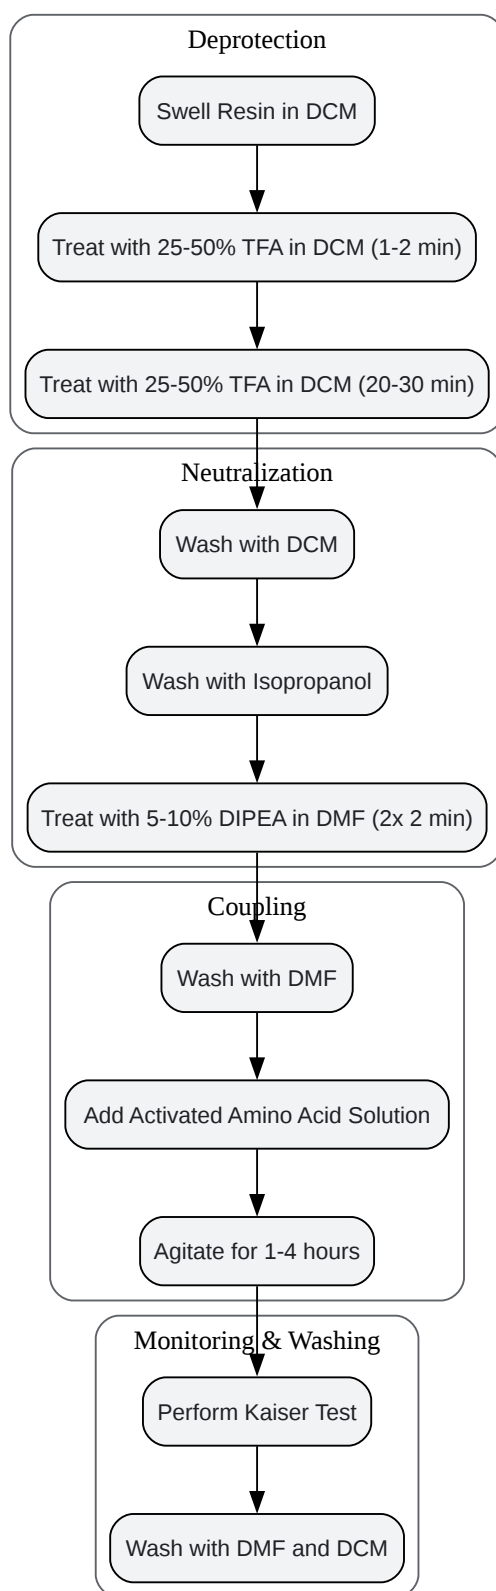 Deprotection
Swell Resin in DCM
Treat with 25-50% TFA in DCM (1-2 min)
Treat with 25-50% TFA in DCM (20-30 min)
Neutralization
Wash with DCM
Wash with Isopropanol
Treat with 5-10% DIPEA in DMF (2x 2 min)
Coupling
Wash with DMF
Add Activated Amino Acid Solution
Agitate for 1-4 hours
Monitoring & Washing
Perform Kaiser Test
Wash with DMF and DCM